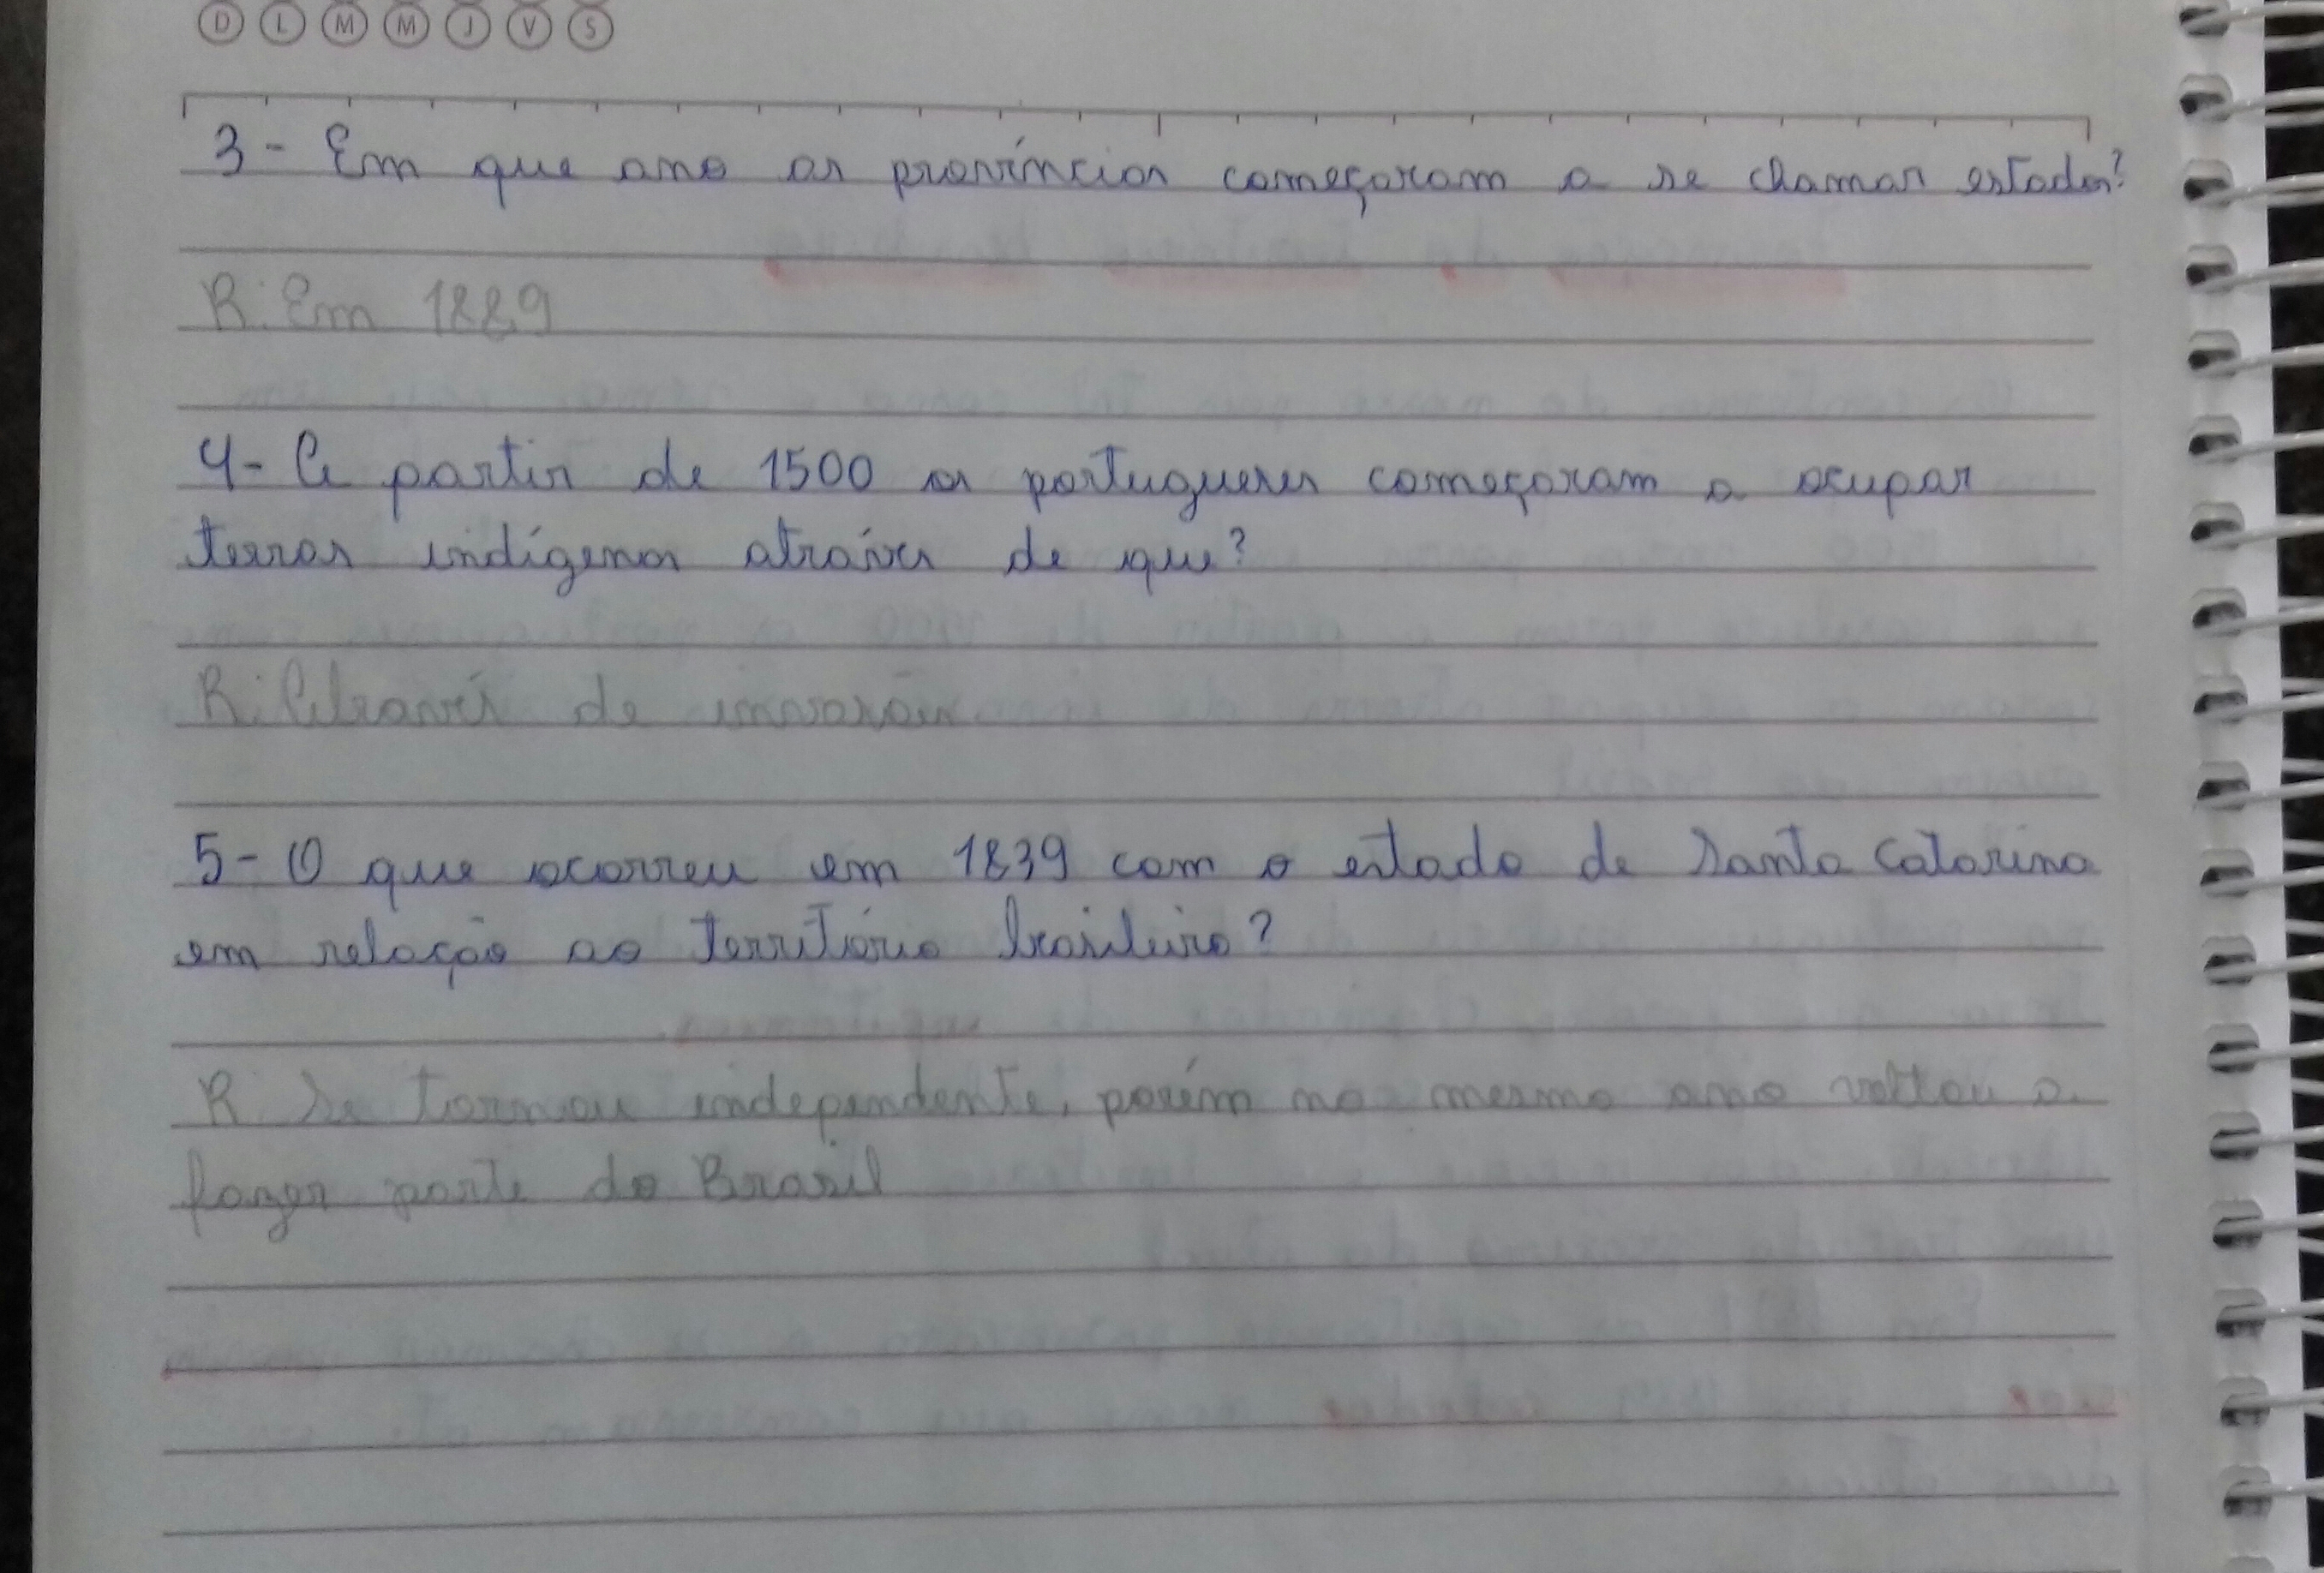 D L M M J V S
3- Em que ano as províncias começaram a se chamar estados?
R: Em 1889
4- A partir de 1500 os portugueses começaram a ocupar
terras indígenas através de que?
R: Através de invasões
5- O que ocorreu em 1839 com o estado de Santa Catarina
em relação ao território brasileiro?
R: Se tornou independente, porém no mesmo ano voltou a
fazer parte do Brasil